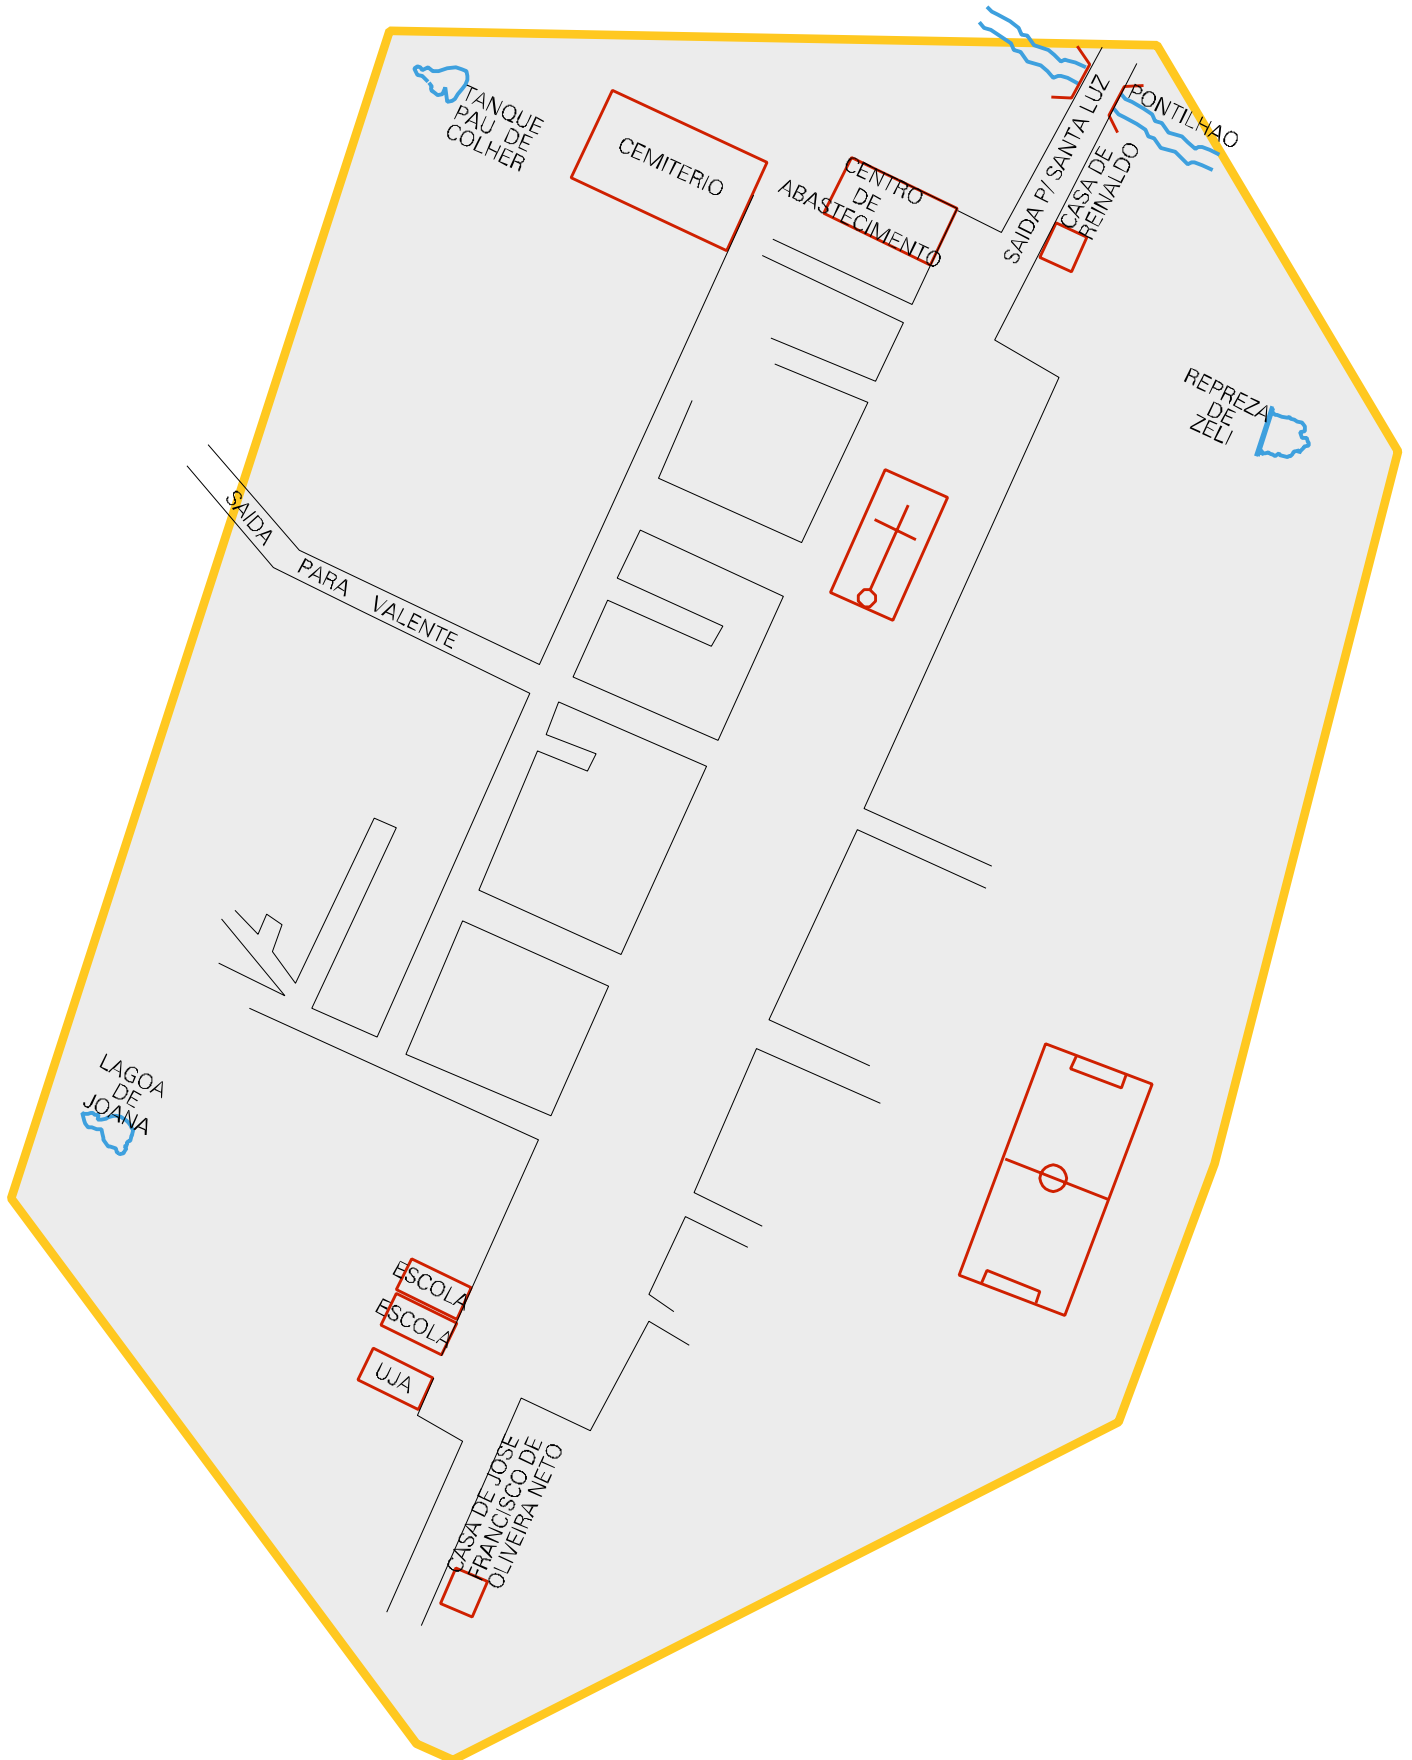 TANQUE
PAU DE
COLHER
CEMITERIO
CENTRO
DE
ABASTECIMENTO
SAIDA P/ SANTA LUZ
PONTILHAO
CASA DE
REINALDO
REPREZA
DE
ZELI
SAIDA PARA VALENTE
LAGOA
DE
JOANA
ESCOLA
ESCOLA
UJA
CASA DE JOSE
FRANCISCO DE
OLIVEIRA NETO